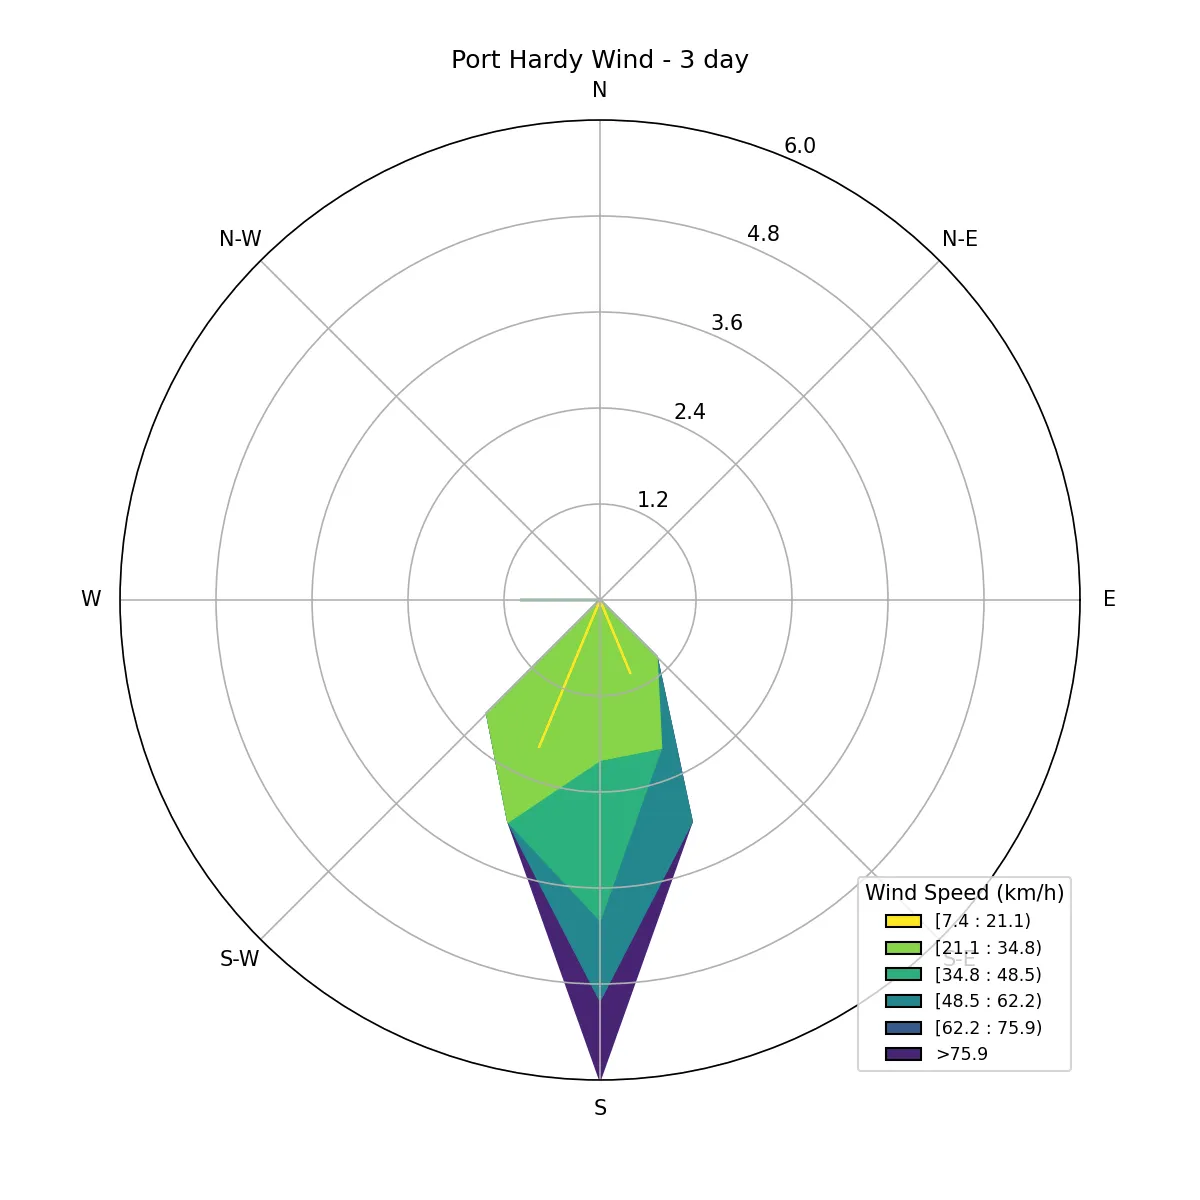 Port Hardy Wind - 3 day
N
6.0
N-W
N-E
4.8
3.6
2.4
1.2
W
E
S-W
S-E
S
Wind Speed (km/h)
[7.4 : 21.1)
[21.1 : 34.8)
[34.8 : 48.5)
[48.5 : 62.2)
[62.2 : 75.9)
>75.9